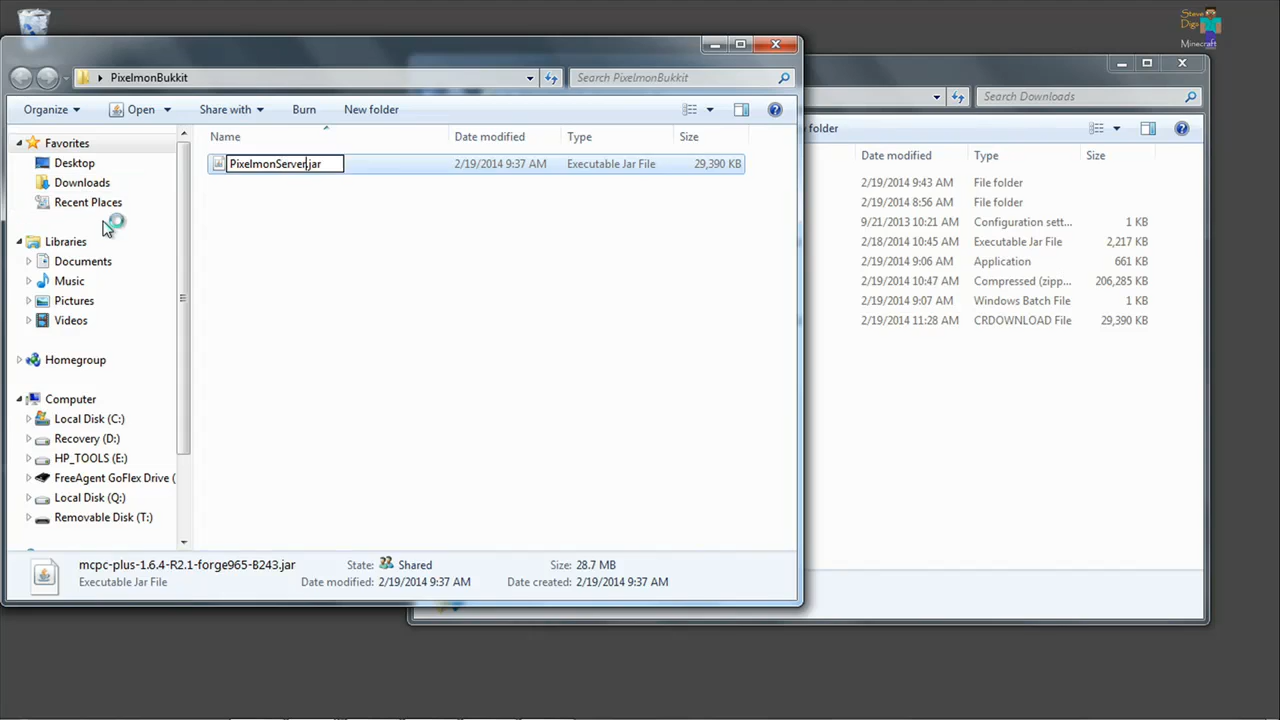 Steve
Digo
Minecraft
PixelmonBukkit
Search PixelmonBukkit
Organize
Open
Share with
Burn
New folder
Name
Date modified
Type
Size
PixelmonServer.jar
2/19/2014 9:37 AM
Executable Jar File
29,390 KB
Favorites
Desktop
Downloads
Recent Places
Libraries
Documents
Music
Pictures
Videos
Homegroup
Computer
Local Disk (C:)
Recovery (D:)
HP_TOOLS (E:)
FreeAgent GoFlex Drive (
Local Disk (Q:)
Removable Disk (T:)
mcpc-plus-1.6.4-R2.1-forge965-B243.jar
Executable Jar File
State: Shared
Date modified: 2/19/2014 9:37 AM
Size: 28.7 MB
Date created: 2/19/2014 9:37 AM
Search Downloads
folder
Date modified
Type
Size
2/19/2014 9:43 AM File folder
2/19/2014 8:56 AM File folder
9/21/2013 10:21 AM Configuration sett... 1 KB
2/18/2014 10:45 AM Executable Jar File 2,217 KB
2/19/2014 9:06 AM Application 661 KB
2/19/2014 10:47 AM Compressed (zipp... 206,285 KB
2/19/2014 9:07 AM Windows Batch File 1 KB
2/19/2014 11:28 AM CRDOWNLOAD File 29,390 KB